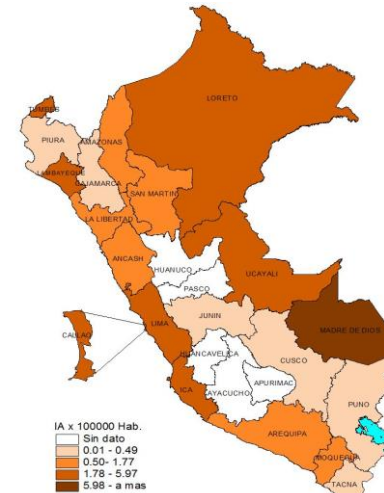 LORETO
TUMBES
PIURA
AMAZONAS
LAMBAYEQUE
CAJAMARCA
SAN MARTIN
LA LIBERTAD
ANCASH
HUANUCO
UCAYALI
PASCO
JUNIN
MADRE DE DIOS
CALLAO
LIMA
HUANCAVELICA
CUSCO
ICA
AYACUCHO
APURIMAC
PUNO
AREQUIPA
MOQUEGUA
TACNA
IA x 100000 Hab.
Sin dato
0.01 - 0.49
0.50- 1.77
1.78 - 5.97
5.98 - a mas